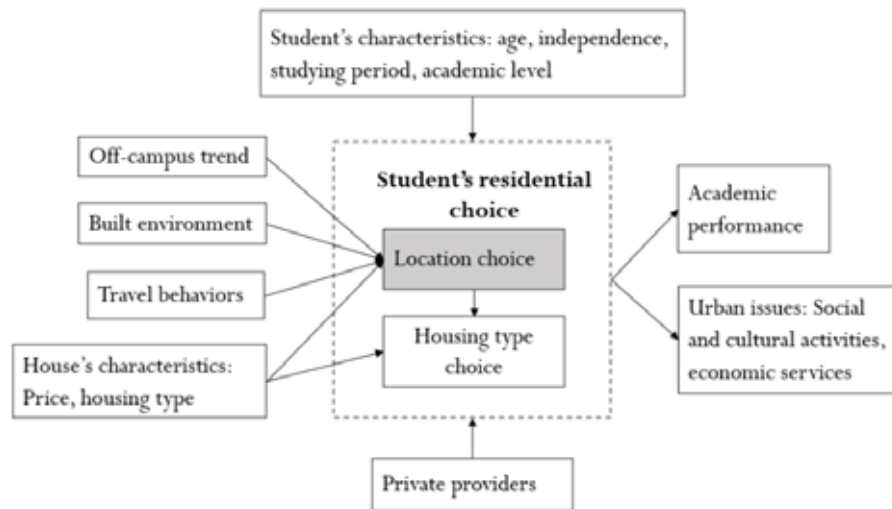 Student's characteristics: age, independence,
studying period, academic level
Off-campus trend
Built environment
Travel behaviors
House's characteristics:
Price, housing type
Student's residential
choice
Location choice
Housing type
choice
Private providers
Academic
performance
Urban issues: Social
and cultural activities,
economic services